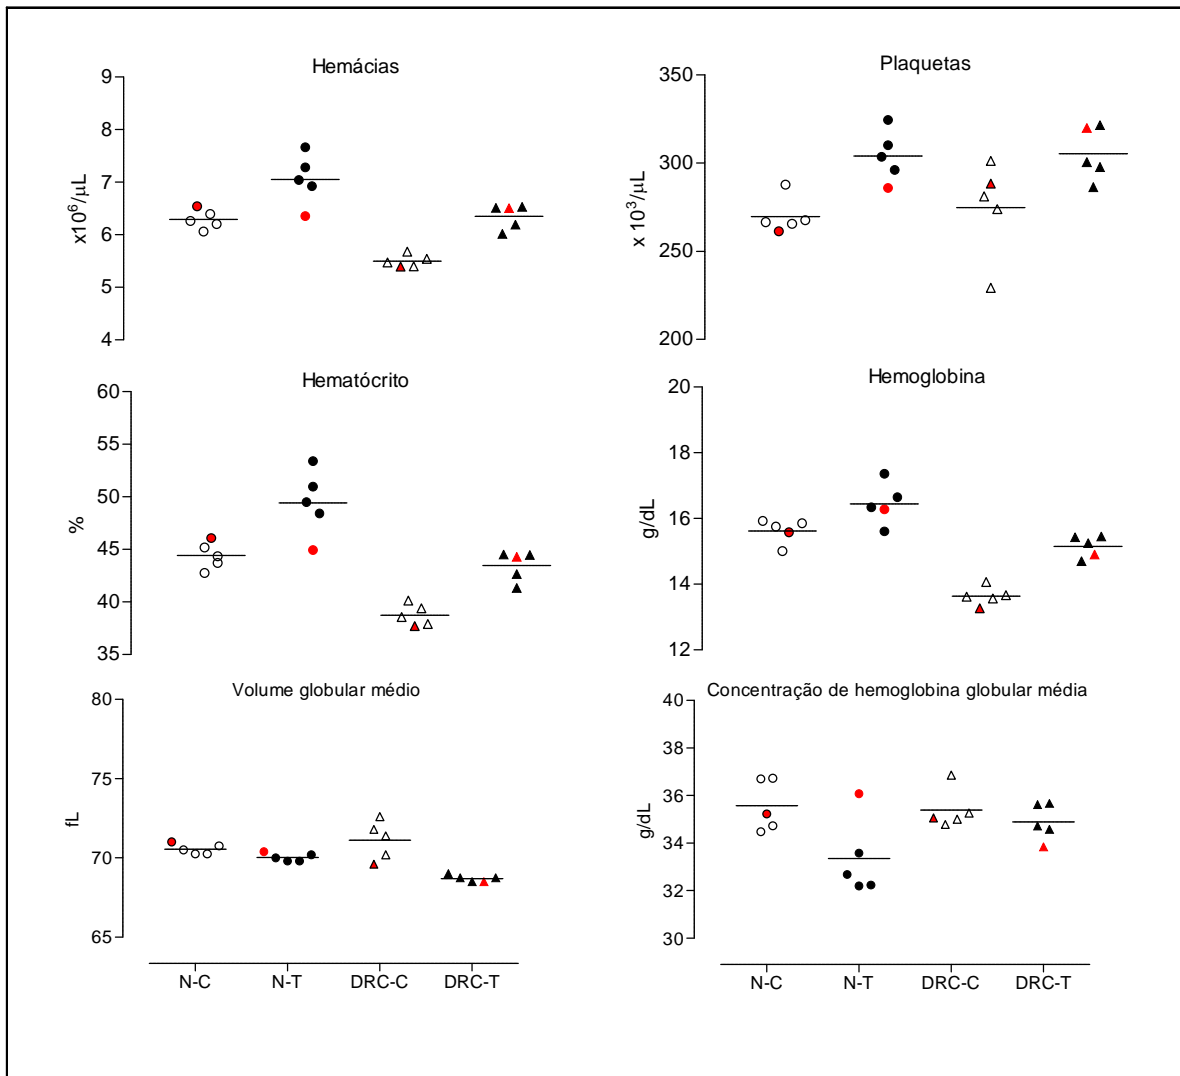 Hemácias
9
8
7
6
5
4
x10⁶/µL
Plaquetas
350
300
250
200
x 10³/µL
Hematócrito
60
55
50
45
40
35
%
Hemoglobina
20
18
16
14
12
g/dL
Volume globular médio
80
75
70
65
fL
N-C N-T DRC-C DRC-T
Concentração de hemoglobina globular média
40
38
36
34
32
30
g/dL
N-C N-T DRC-C DRC-T